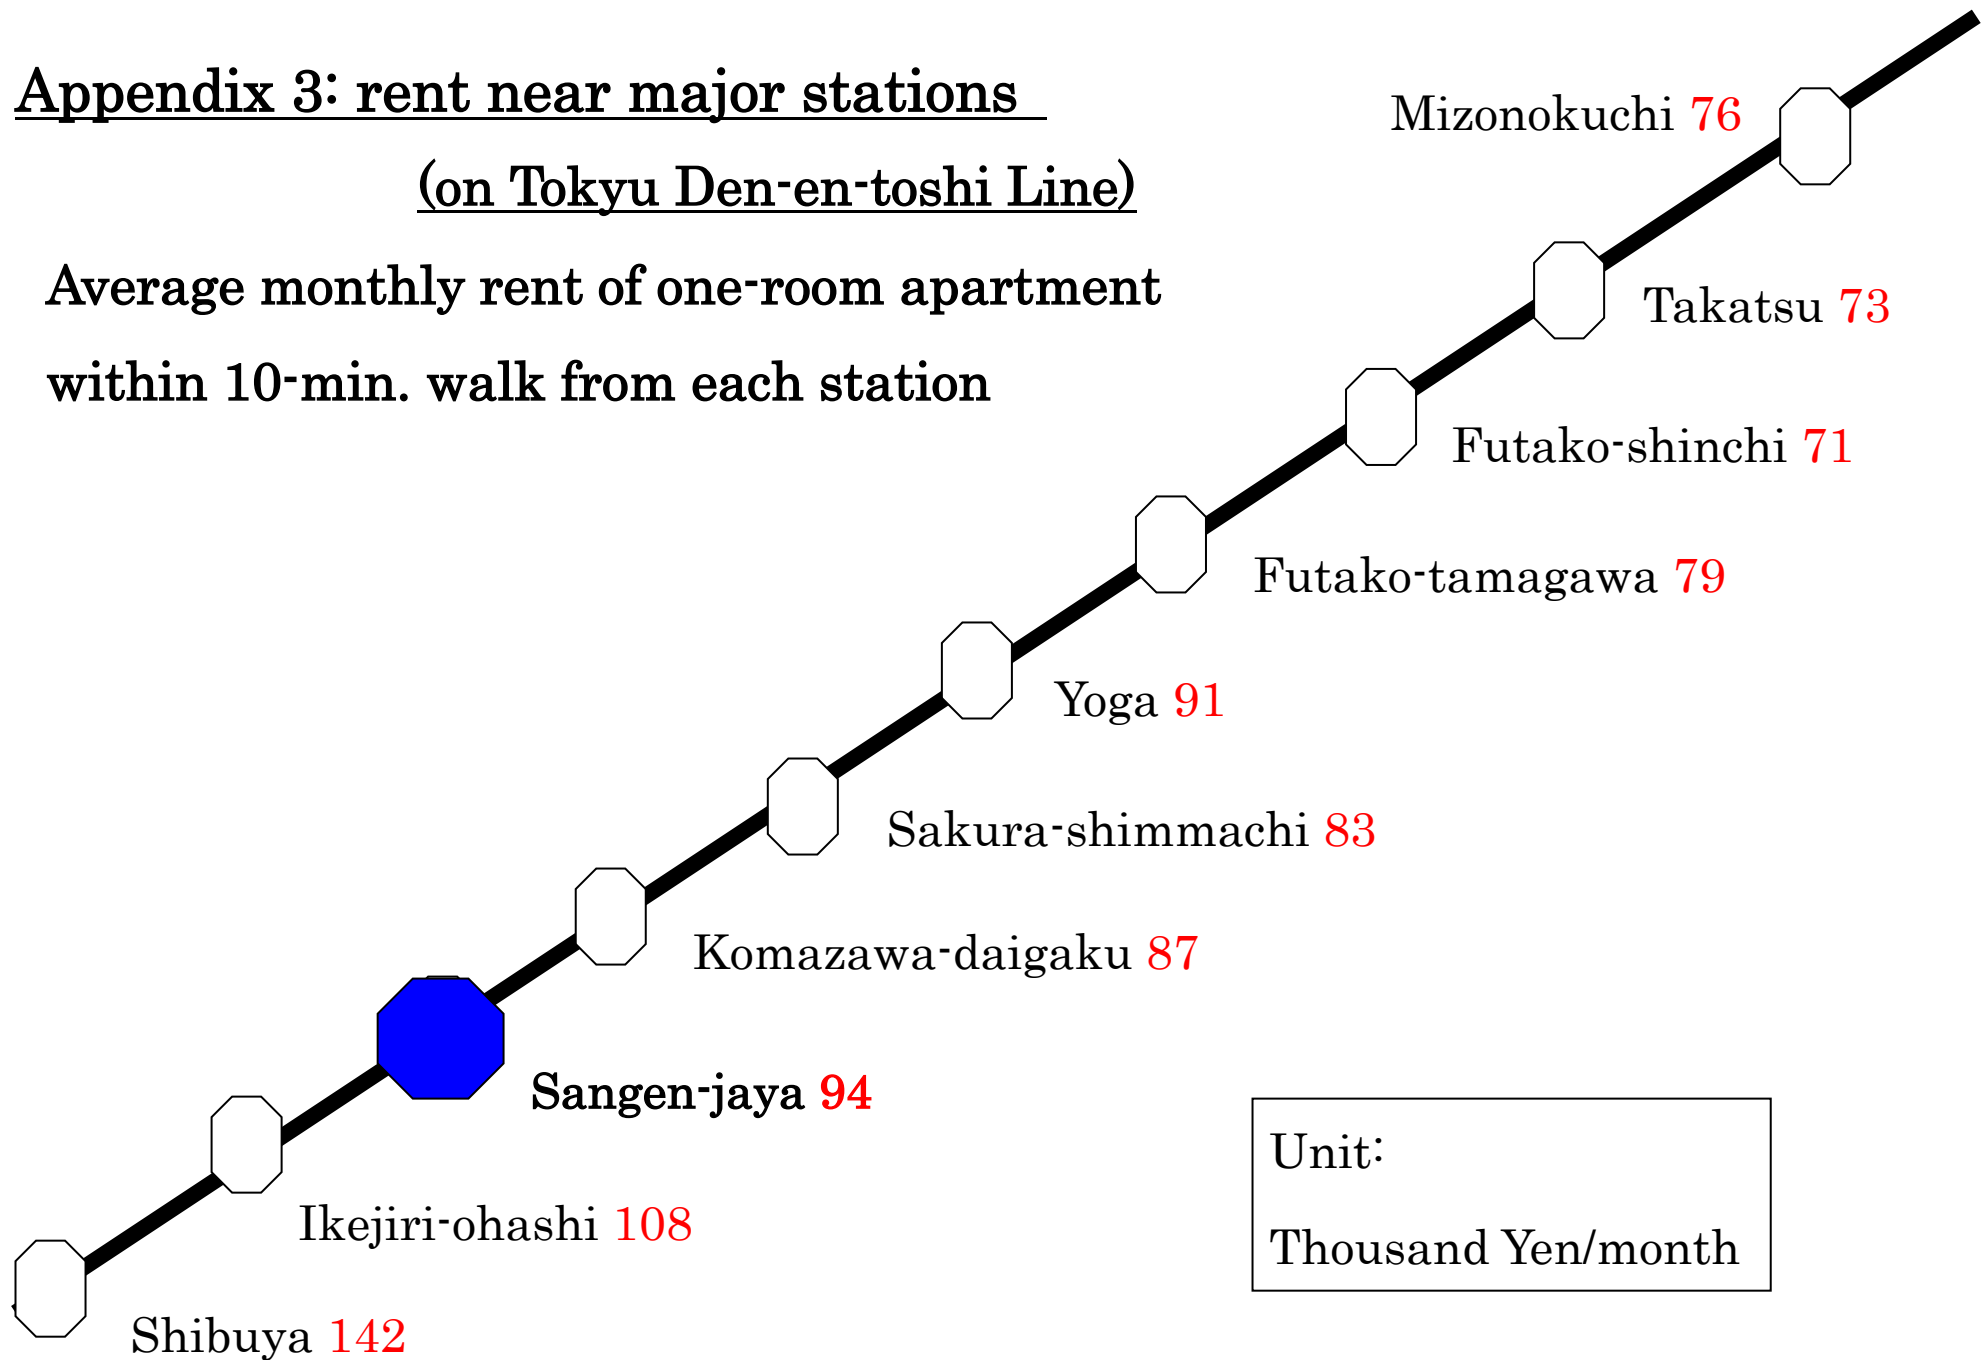 Appendix 3: rent near major stations
(on Tokyu Den-en-toshi Line)
Average monthly rent of one-room apartment
within 10-min. walk from each station
Mizonokuchi 76
Takatsu 73
Futako-shinchi 71
Futako-tamagawa 79
Yoga 91
Sakura-shimmachi 83
Komazawa-daigaku 87
Sangen-jaya 94
Ikejiri-ohashi 108
Shibuya 142
Unit:
Thousand Yen/month